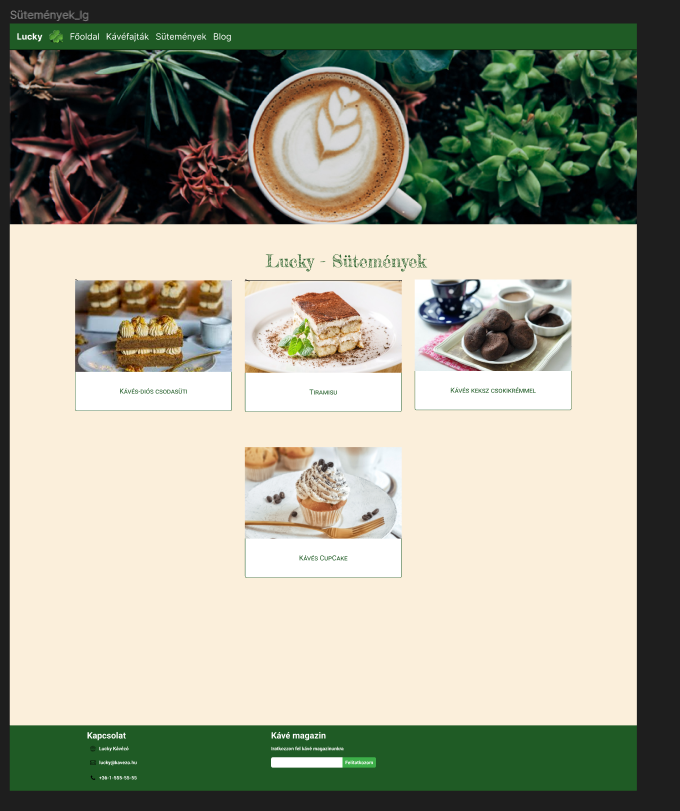 Sütemények_lg
Lucky Főoldal Kávéfajták Sütemények Blog
Lucky - Sütemények
Kávés-diós csodasüti
Tiramisu
Kávés keksz csokikrémmel
Kávés CupCake
Kapcsolat
Lucky Kávézó
lucky@kavezo.hu
+36-1-555-55-55
Kávé magazin
Iratkozzon fel kávé magazinunkra
Feliratkozom